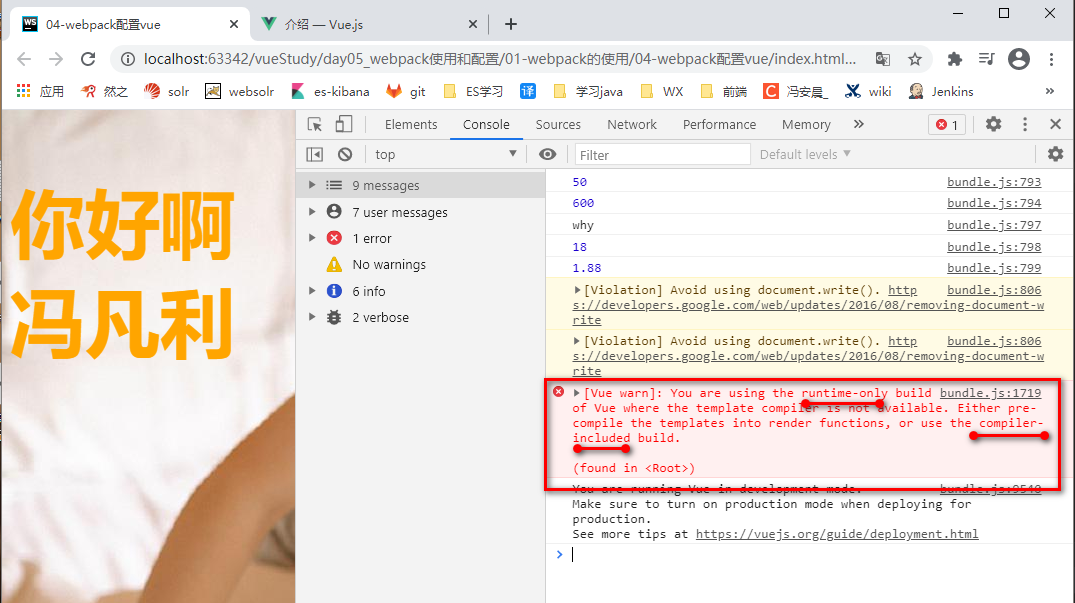 04-webpack配置vue
介绍 — Vue.js
localhost:63342/vueStudy/day05_webpack使用和配置/01-webpack的使用/04-webpack配置vue/index.html...
应用 然之 solr websolr es-kibana git ES学习 译 学习java WX 前端 冯安晨_ wiki Jenkins »
Elements Console Sources Network Performance Memory » 1
top Filter Default levels
9 messages
7 user messages
1 error
No warnings
6 info
2 verbose
你好啊
冯凡利
50 bundle.js:793
600 bundle.js:794
why bundle.js:797
18 bundle.js:798
1.88 bundle.js:799
[Violation] Avoid using document.write(). http bundle.js:806
s://developers.google.com/web/updates/2016/08/removing-document-w
rite
[Violation] Avoid using document.write(). http bundle.js:806
s://developers.google.com/web/updates/2016/08/removing-document-w
rite
[Vue warn]: You are using the runtime-only build bundle.js:1719
of Vue where the template compiler is not available. Either pre-
compile the templates into render functions, or use the compiler-
included build.
(found in <Root>)
You are running Vue in development mode.
Make sure to turn on production mode when deploying for
production.
See more tips at https://vuejs.org/guide/deployment.html